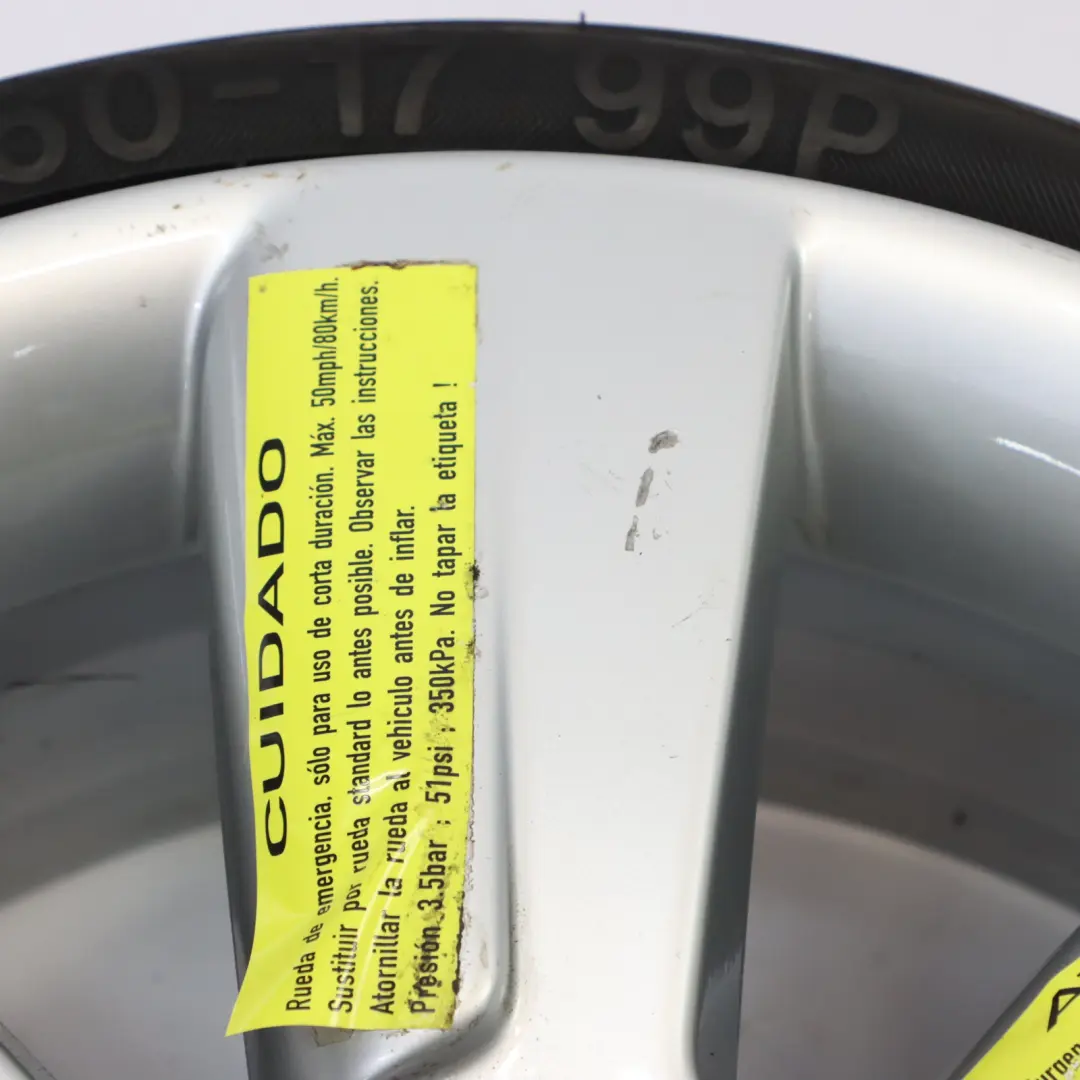 60-17 99P
CUIDADO
Rueda de emergencia, sólo para uso de corta duración. Máx. 50mph/80km/h.
Sustituir por rueda standard lo antes posible. Observar las instrucciones.
Atornillar la rueda al vehiculo antes de inflar.
Presión 3.5bar ; 51psi ; 350kPa. No tapar la etiqueta !